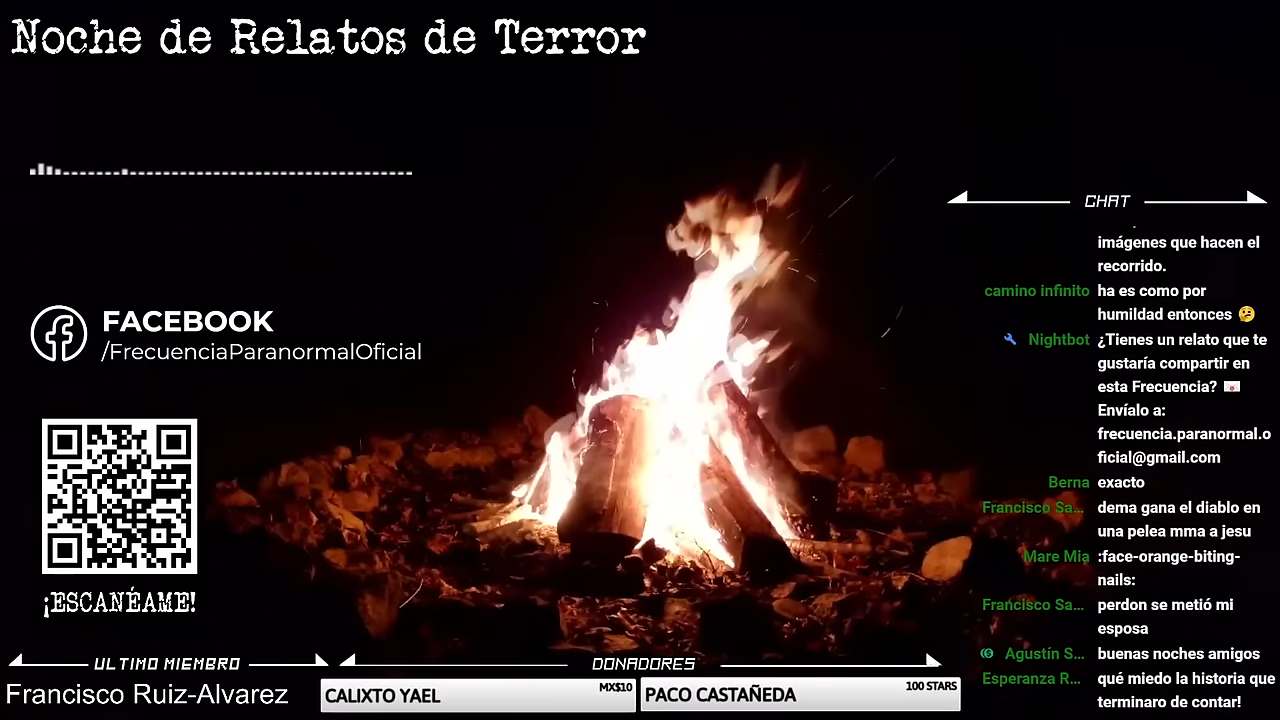 Noche de Relatos de Terror
CHAT
imágenes que hacen el
recorrido.
camino infinito ha es como por
humildad entonces 🤔
Nightbot ¿Tienes un relato que te
gustaría compartir en
esta Frecuencia? 💌
Envíalo a:
frecuencia.paranormal.o
ficial@gmail.com
Berna exacto
Francisco Sa... dema gana el diablo en
una pelea mma a jesu
Mare Mia :face-orange-biting-
nails:
Francisco Sa... perdon se metió mi
esposa
Agustín S... buenas noches amigos
Esperanza R... qué miedo la historia que
terminaro de contar!
FACEBOOK
/FrecuenciaParanormalOficial
¡ESCANÉAME!
ULTIMO MIEMBRO
Francisco Ruiz-Alvarez
DONADORES
CALIXTO YAEL MX$10
PACO CASTAÑEDA 100 STARS